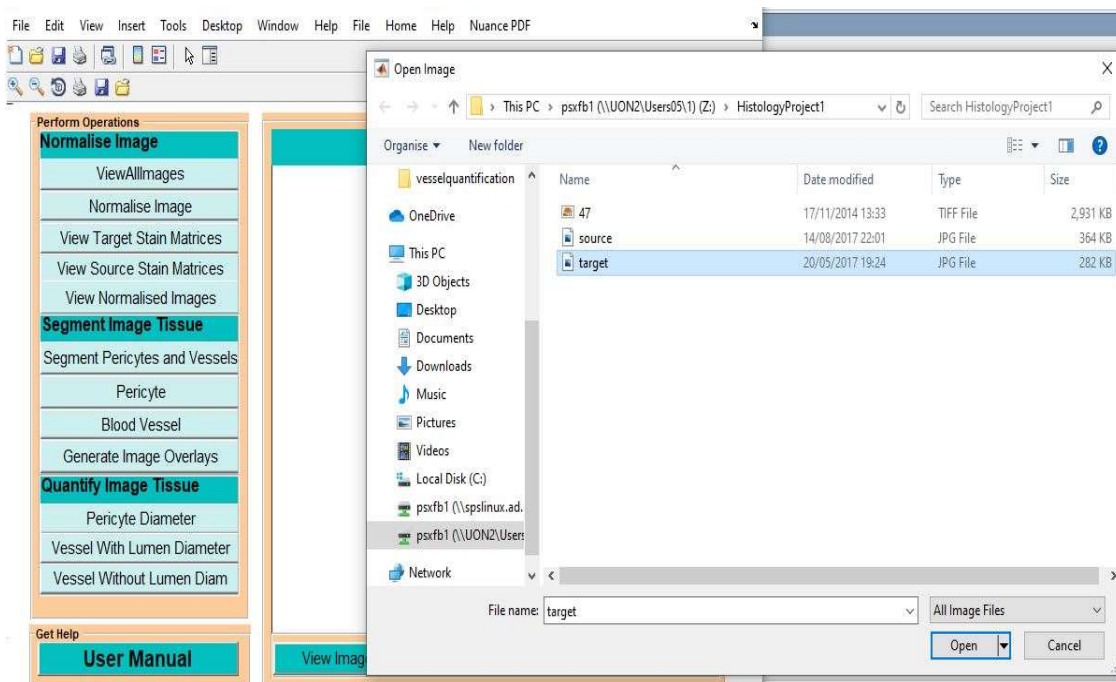 File Edit View Insert Tools Desktop Window Help File Home Help Nuance PDF
Perform Operations
Normalise Image
ViewAllImages
Normalise Image
View Target Stain Matrices
View Source Stain Matrices
View Normalised Images
Segment Image Tissue
Segment Pericytes and Vessels
Pericyte
Blood Vessel
Generate Image Overlays
Quantify Image Tissue
Pericyte Diameter
Vessel With Lumen Diameter
Vessel Without Lumen Diam
Get Help
User Manual
View Imag
Open Image
This PC > psxfb1 (\\UON2\Users05\1) (Z:) > HistologyProject1
Search HistologyProject1
Organise New folder
vesselquantification
OneDrive
This PC
3D Objects
Desktop
Documents
Downloads
Music
Pictures
Videos
Local Disk (C:)
psxfb1 (\\spslinux.ad.
psxfb1 (\\UON2\Users
Network
Name Date modified Type Size
47 17/11/2014 13:33 TIFF File 2,931 KB
source 14/08/2017 22:01 JPG File 364 KB
target 20/05/2017 19:24 JPG File 282 KB
File name: target All Image Files
Open Cancel